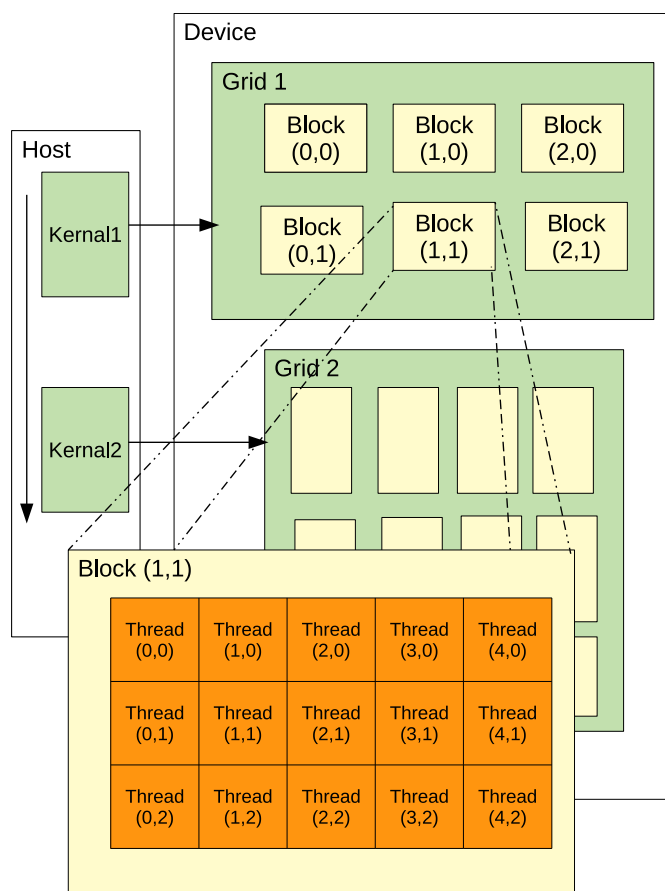 Device
Grid 1
Block
(0,0)
Block
(1,0)
Block
(2,0)
Host
Kernal1
Block
(0,1)
Block
(1,1)
Block
(2,1)
Grid 2
Kernal2
Block (1,1)
Thread
(0,0)
Thread
(1,0)
Thread
(2,0)
Thread
(3,0)
Thread
(4,0)
Thread
(0,1)
Thread
(1,1)
Thread
(2,1)
Thread
(3,1)
Thread
(4,1)
Thread
(0,2)
Thread
(1,2)
Thread
(2,2)
Thread
(3,2)
Thread
(4,2)